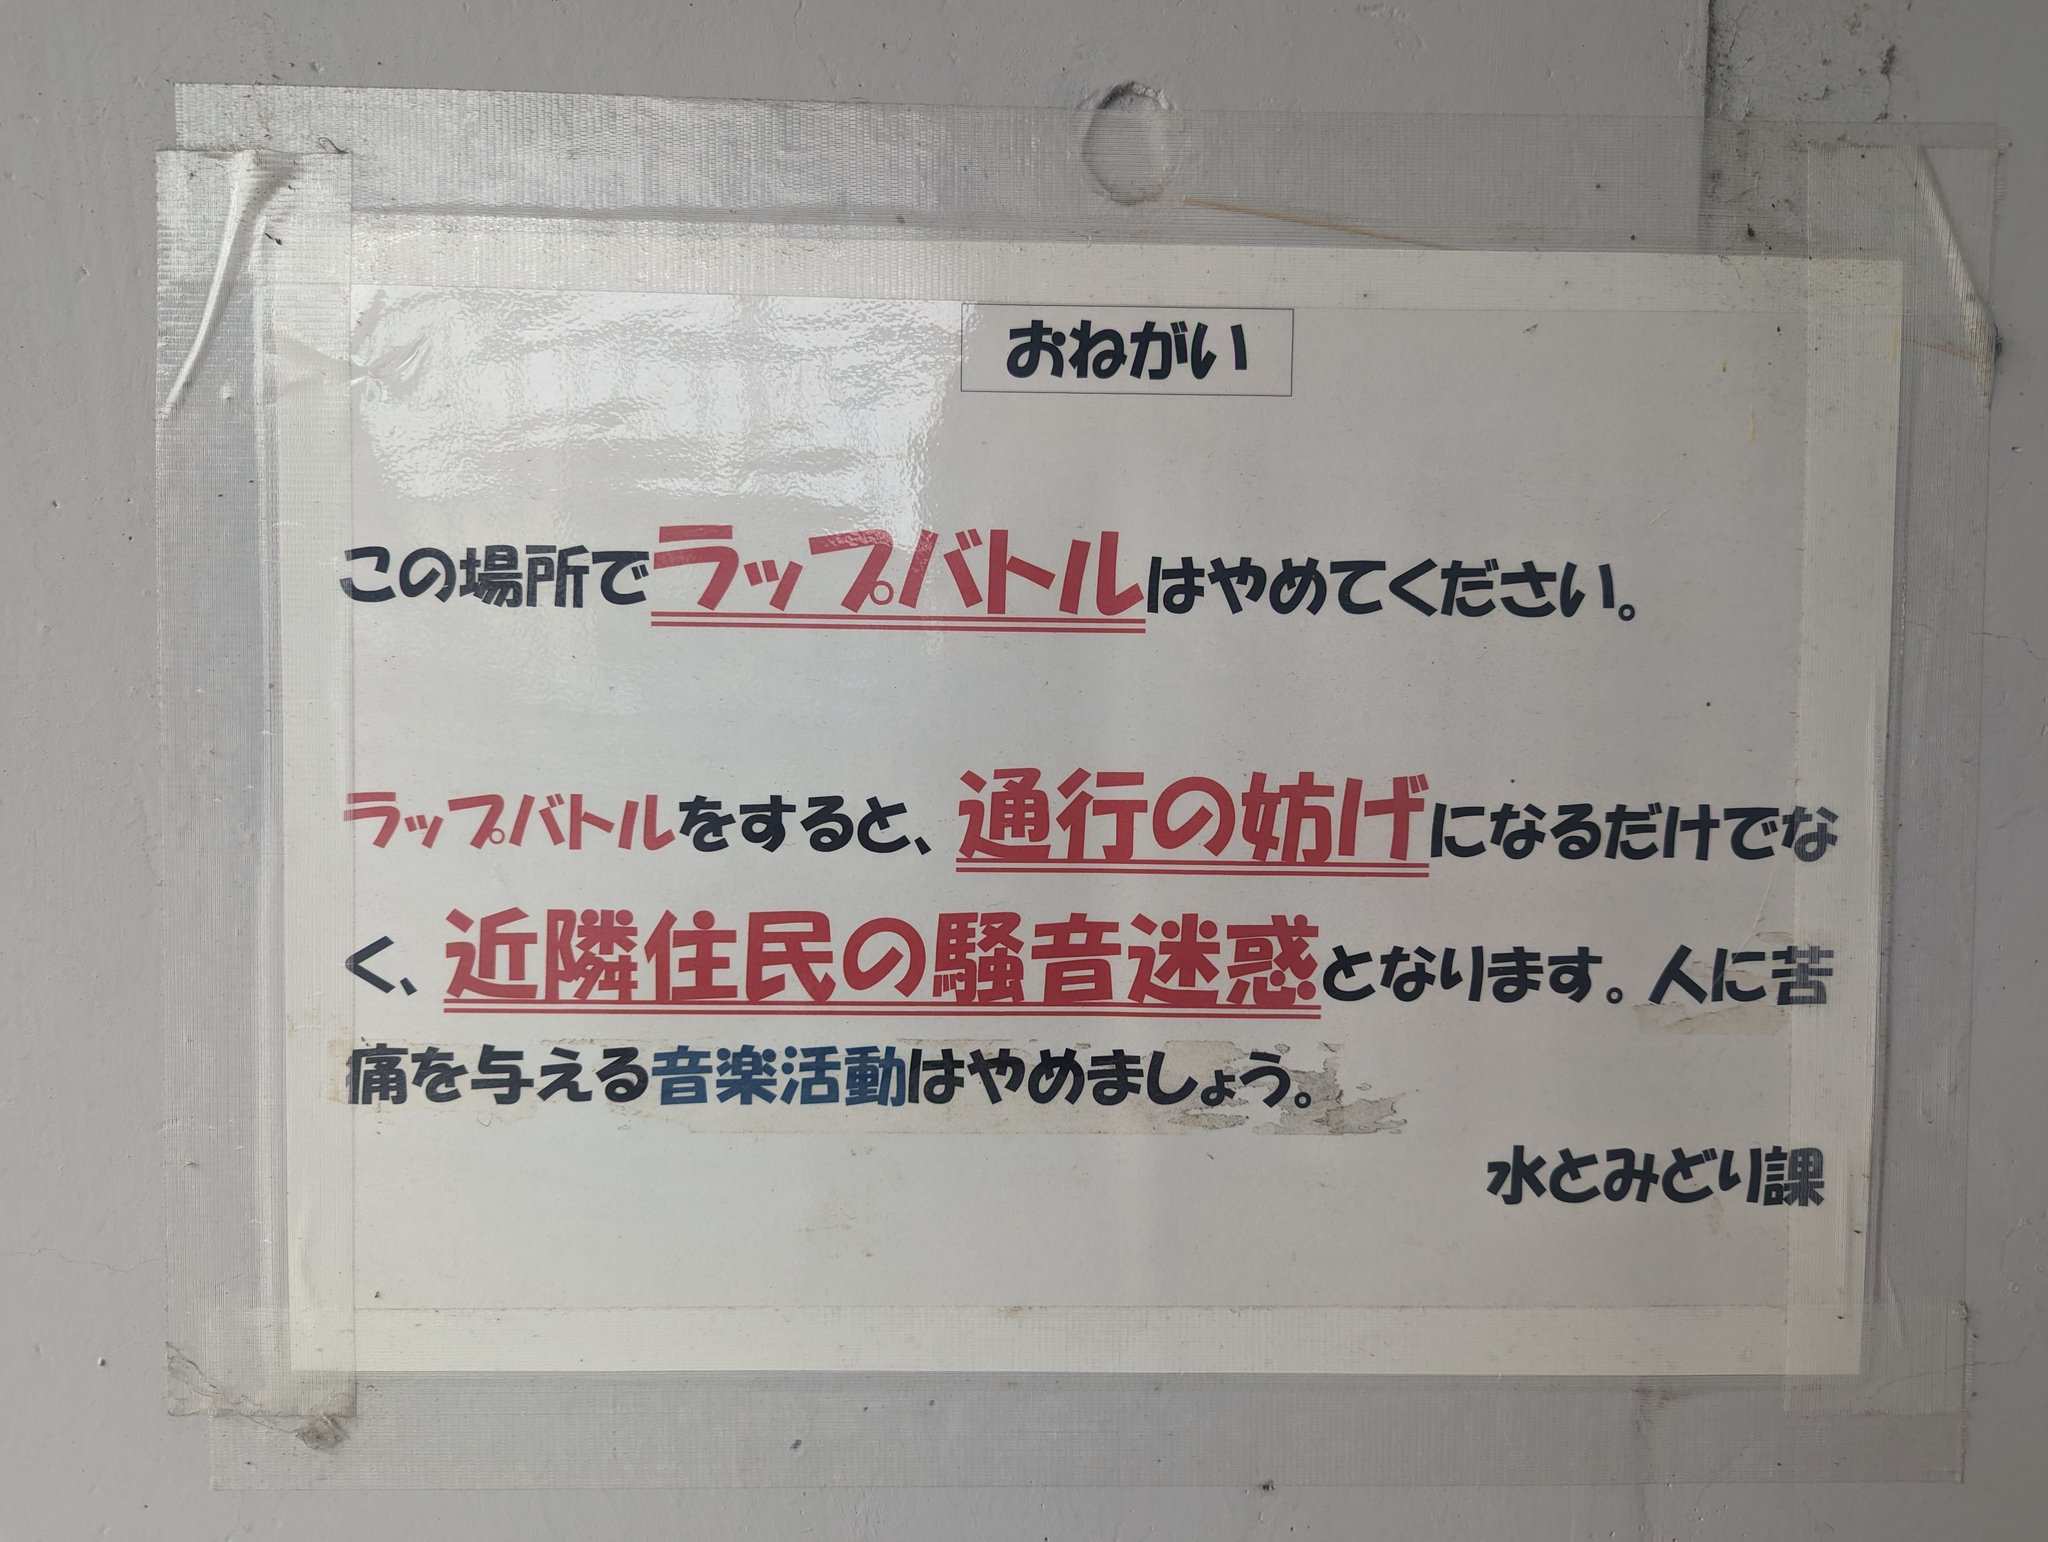 おねがい
この場所でラップバトルはやめてください。
ラップバトルをすると、通行の妨げになるだけでな
く、近隣住民の騒音迷惑となります。人に苦
痛を与える音楽活動はやめましょう。
水とみどり課